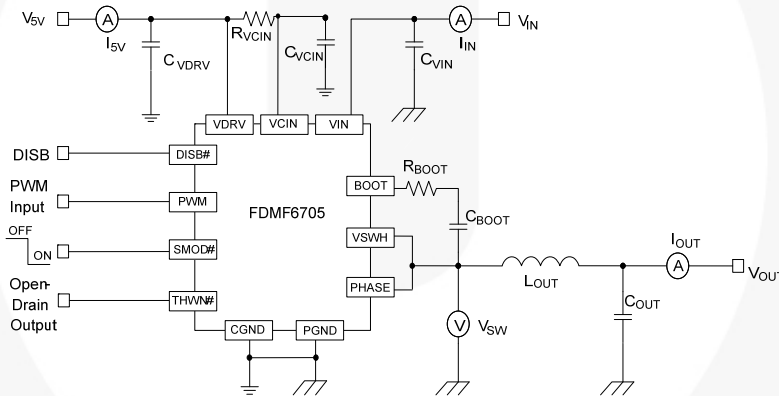 V5V
A
I5V
RVCIN
CVDRV
CVCIN
CVIN
A
IIN
VIN
VDRV
VCIN
VIN
DISB
DISB#
PWM
Input
PWM
OFF
ON
SMOD#
Open-
Drain
Output
THWN#
FDMF6705
BOOT
VSWH
PHASE
CGND
PGND
RBOOT
CBOOT
V
VSW
LOUT
COUT
IOUT
A
VOUT